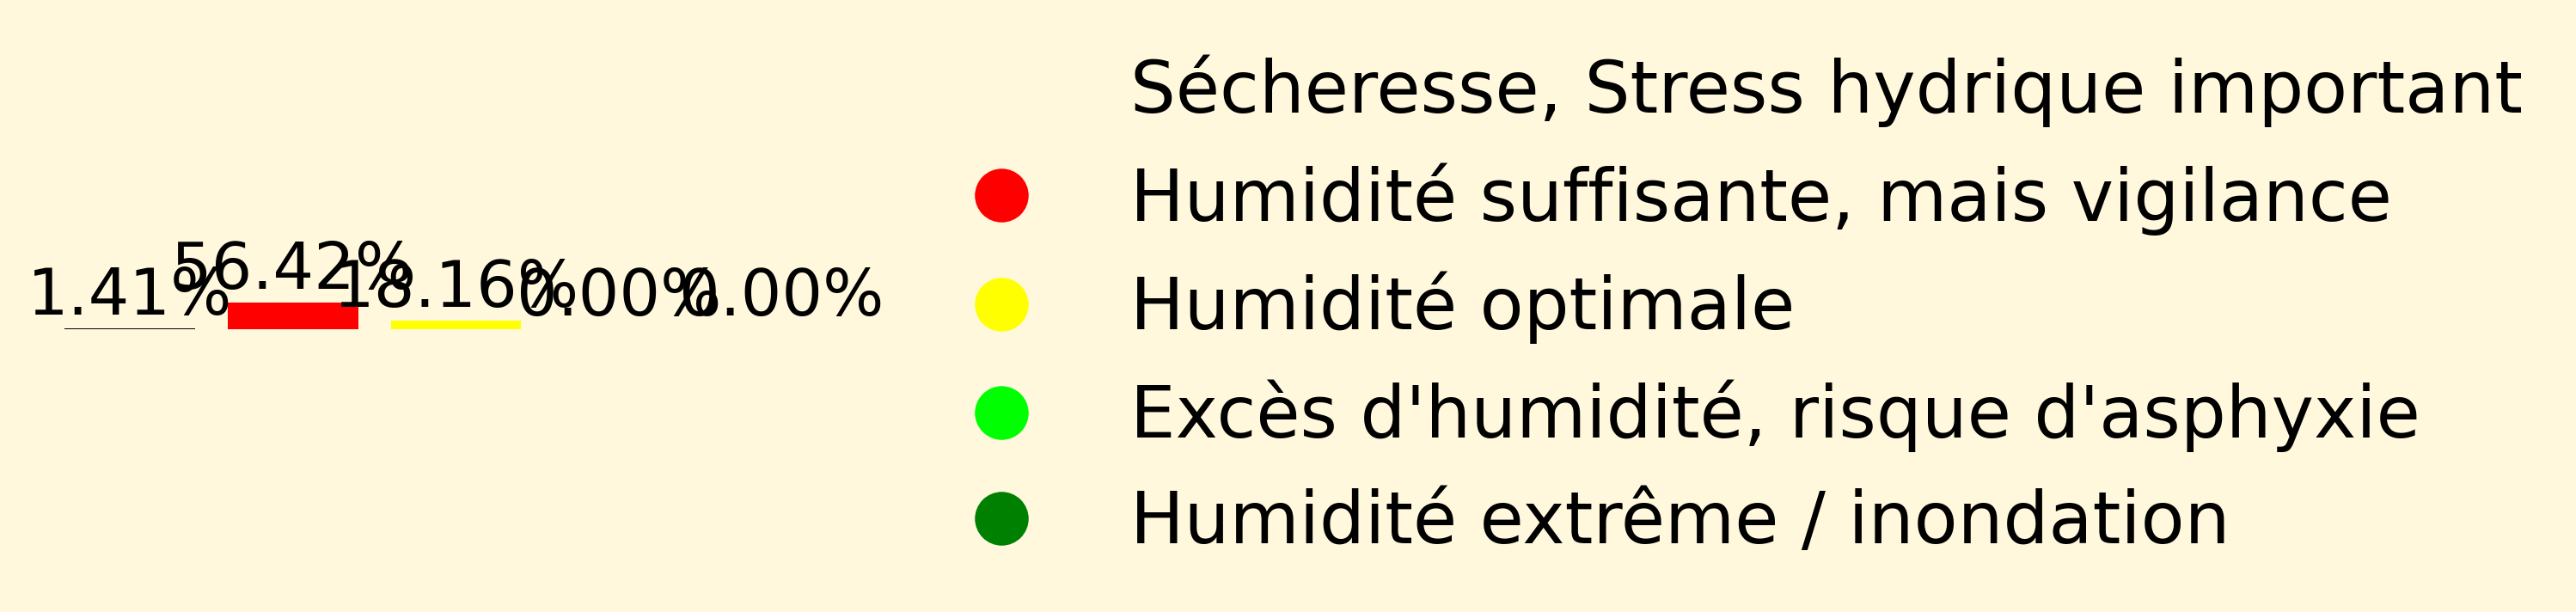 1.41%
56.42%
18.16%
0.00%
0.00%
Sécheresse, Stress hydrique important
Humidité suffisante, mais vigilance
Humidité optimale
Excès d'humidité, risque d'asphyxie
Humidité extrême / inondation